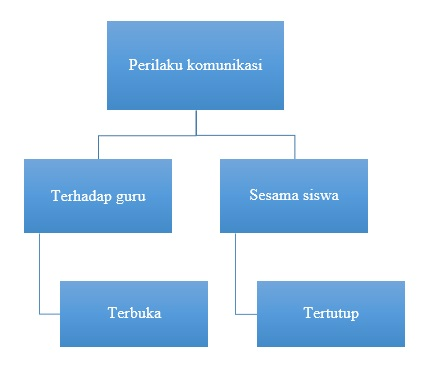 Perilaku komunikasi
Terhadap guru
Sesama siswa
Terbuka
Tertutup